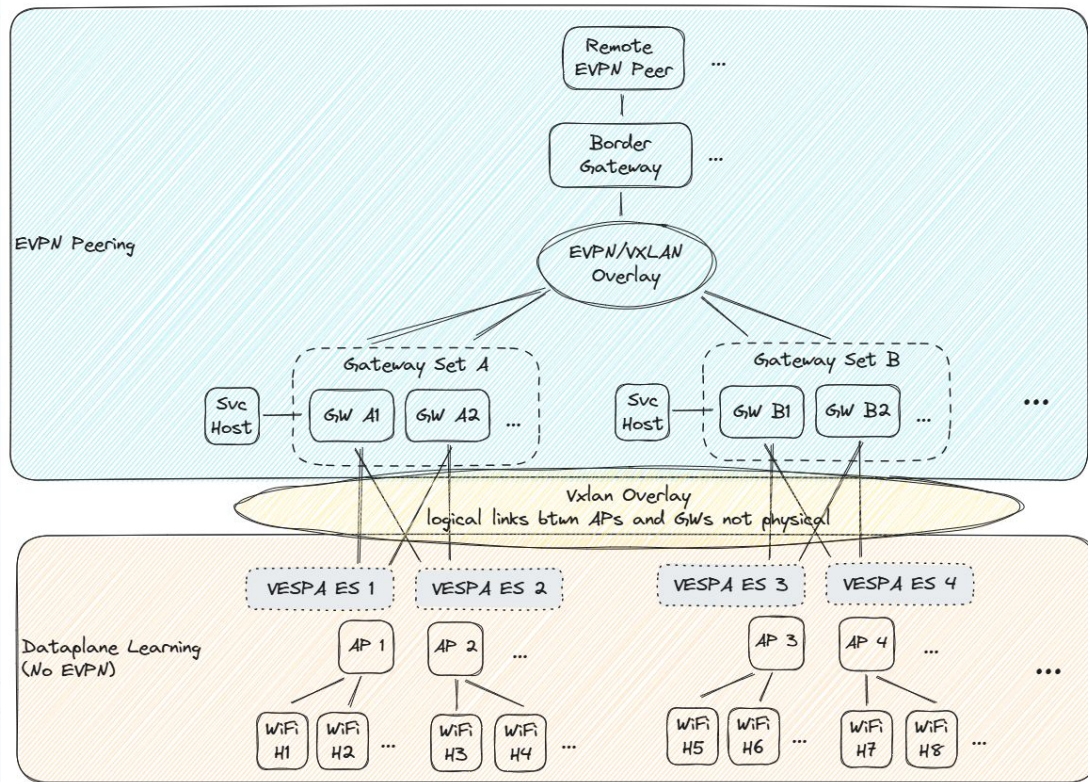 Remote
EVPN Peer
...
Border
Gateway
...
EVPN Peering
EVPN/VXLAN
Overlay
Gateway Set A
Gateway Set B
Svc
Host
GW A1
GW A2
...
Svc
Host
GW B1
GW B2
...
...
Vxlan Overlay
logical links btwn APs and GWs not physical
VESPA ES 1
VESPA ES 2
VESPA ES 3
VESPA ES 4
Dataplane Learning
(No EVPN)
AP 1
AP 2
...
AP 3
AP 4
...
...
WiFi
H1
WiFi
H2
...
WiFi
H3
WiFi
H4
...
WiFi
H5
WiFi
H6
...
WiFi
H7
WiFi
H8
...